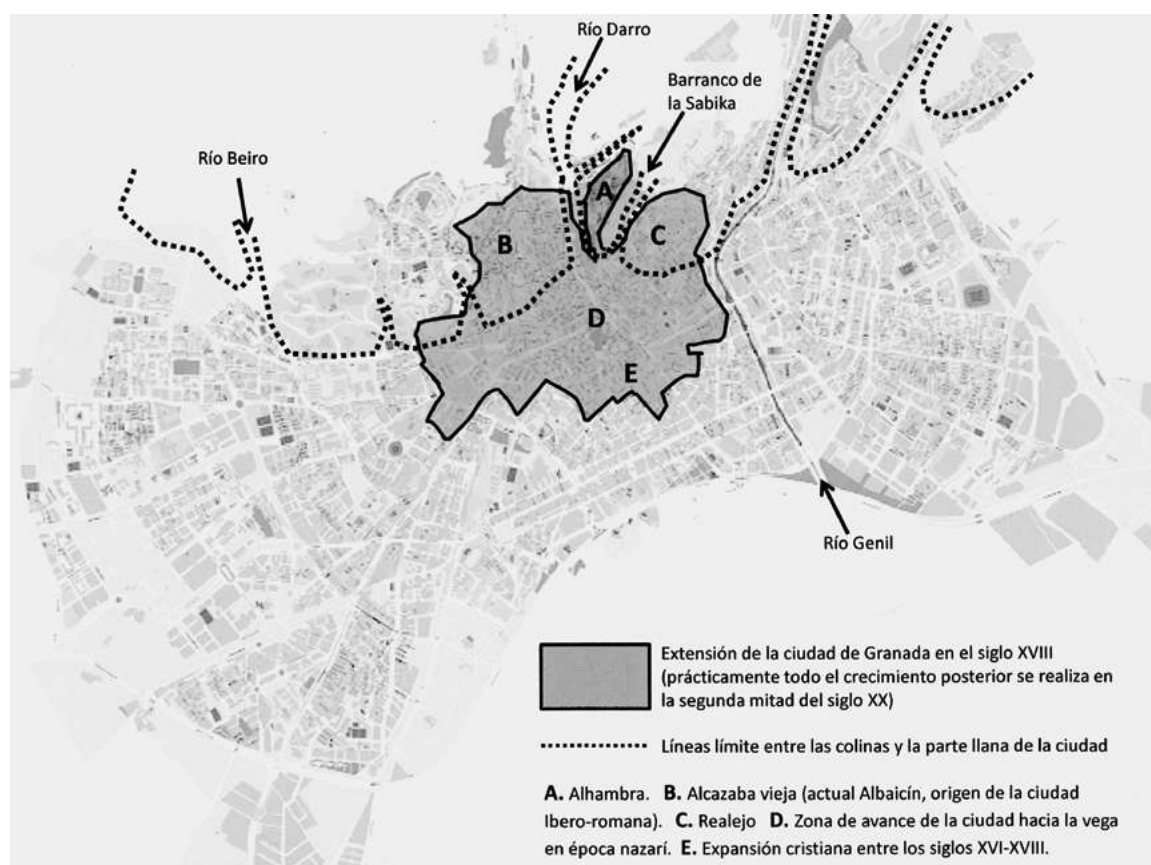 Río Darro
Barranco de
la Sabika
Río Beiro
A
B
C
D
E
Río Genil
Extensión de la ciudad de Granada en el siglo XVIII
(prácticamente todo el crecimiento posterior se realiza en
la segunda mitad del siglo XX)
Líneas límite entre las colinas y la parte llana de la ciudad
A. Alhambra. B. Alcazaba vieja (actual Albaicín, origen de la ciudad
Ibero-romana). C. Realejo D. Zona de avance de la ciudad hacia la vega
en época nazarí. E. Expansión cristiana entre los siglos XVI-XVIII.